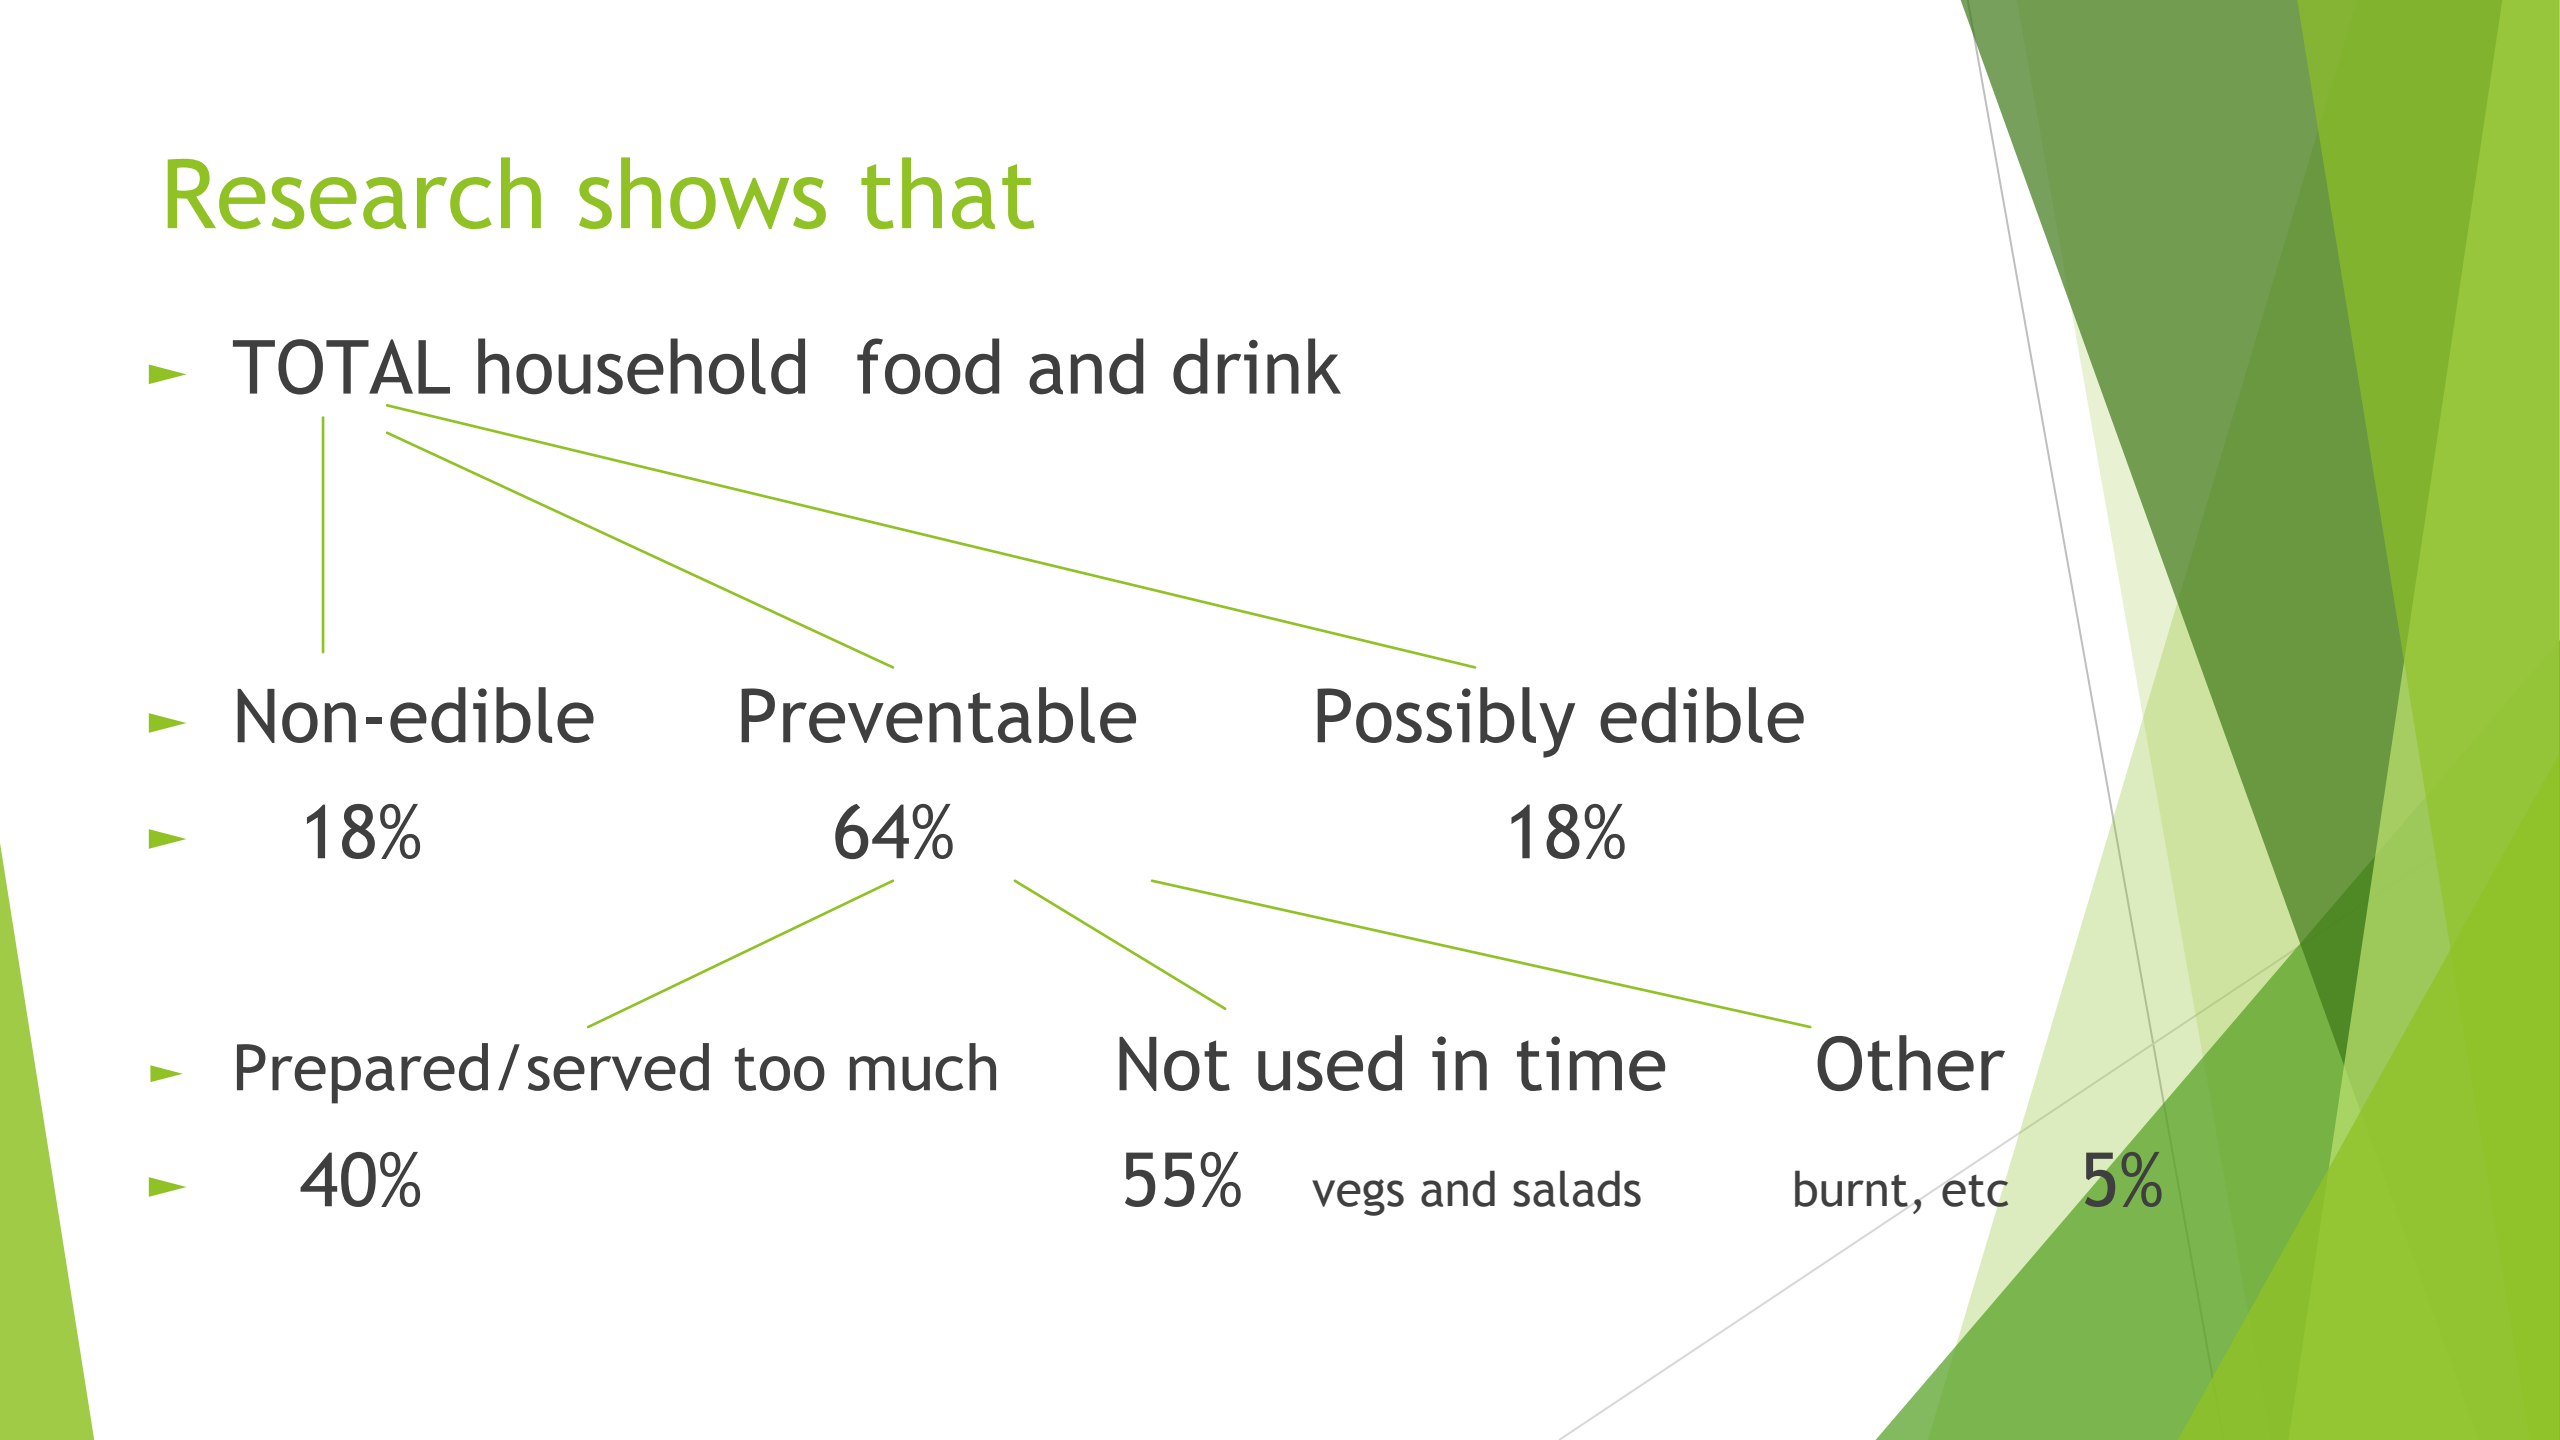 Research shows that
► TOTAL household  food and drink
► Non-edible Preventable Possibly edible
► 18% 64% 18%
► Prepared/served too much Not used in time Other
► 40% 55% vegs and salads burnt, etc 5%